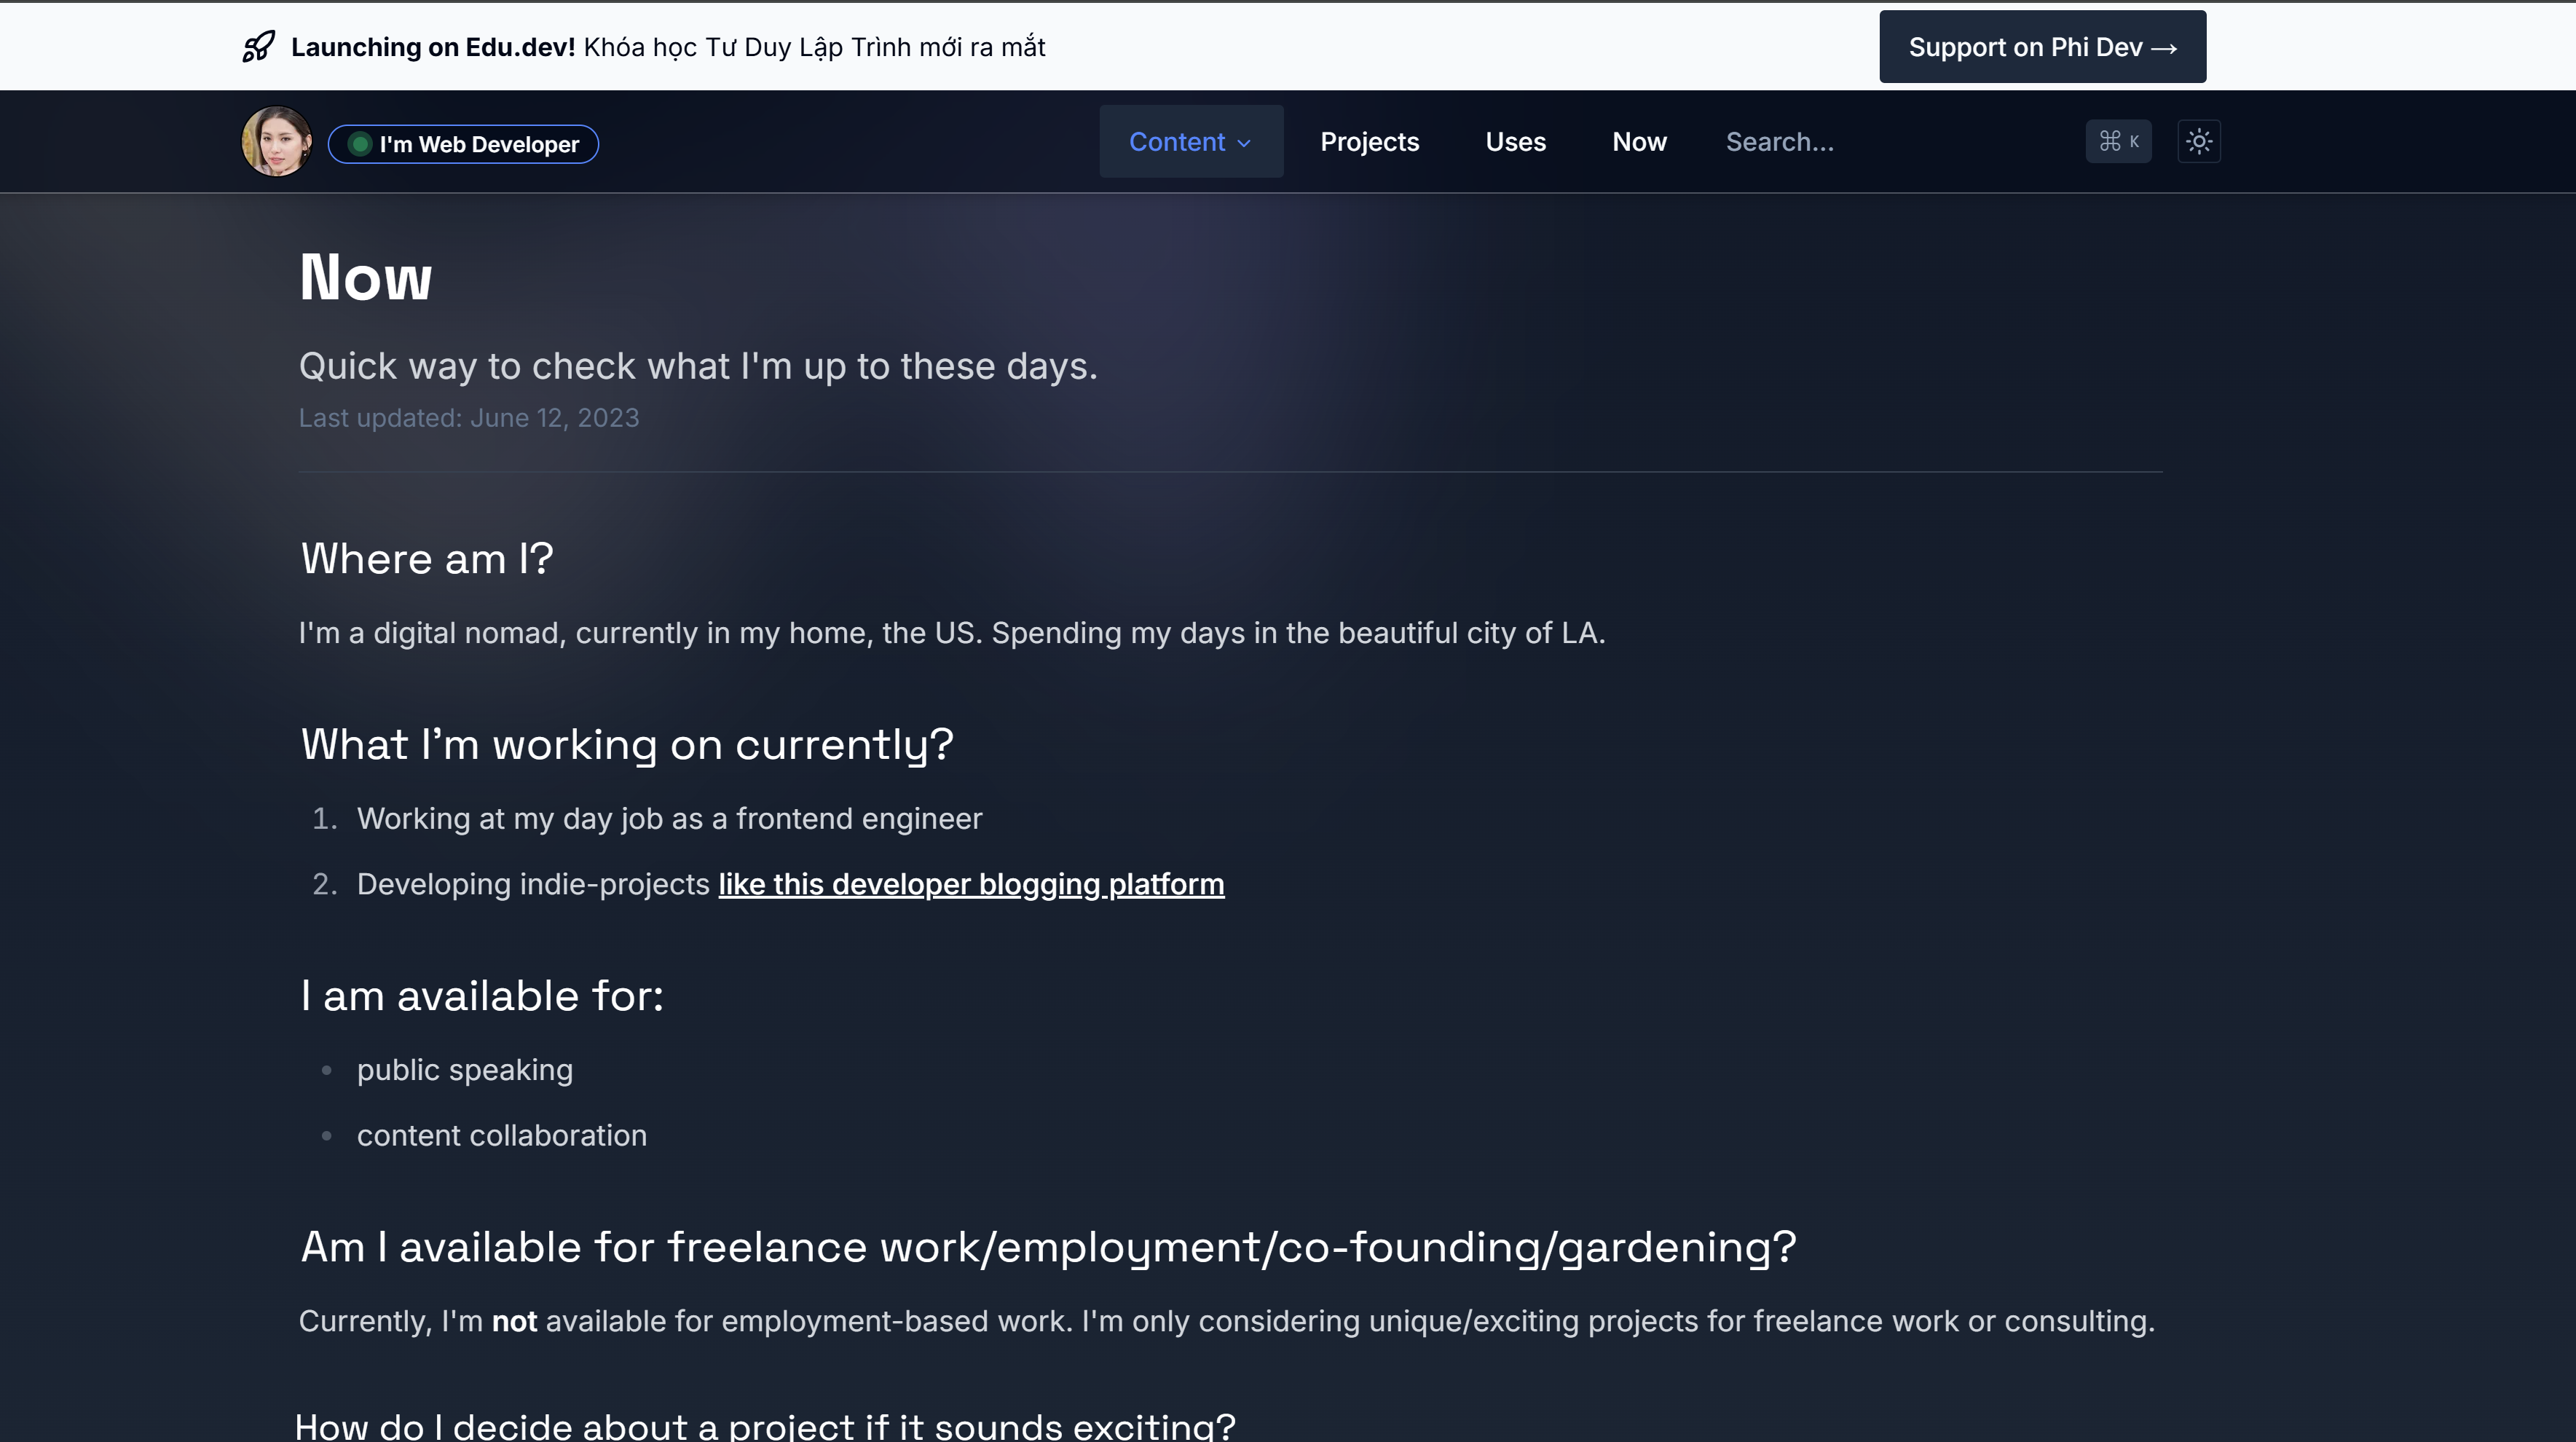 Launching on Edu.dev! Khóa học Tư Duy Lập Trình mới ra mắt
Support on Phi Dev →
I'm Web Developer
Content
Projects
Uses
Now
Search...
⌘ K
Now
Quick way to check what I'm up to these days.
Last updated: June 12, 2023
Where am I?
I'm a digital nomad, currently in my home, the US. Spending my days in the beautiful city of LA.
What I’m working on currently?
1. Working at my day job as a frontend engineer
2. Developing indie-projects like this developer blogging platform
I am available for:
• public speaking
• content collaboration
Am I available for freelance work/employment/co-founding/gardening?
Currently, I'm not available for employment-based work. I'm only considering unique/exciting projects for freelance work or consulting.
How do I decide about a project if it sounds exciting?